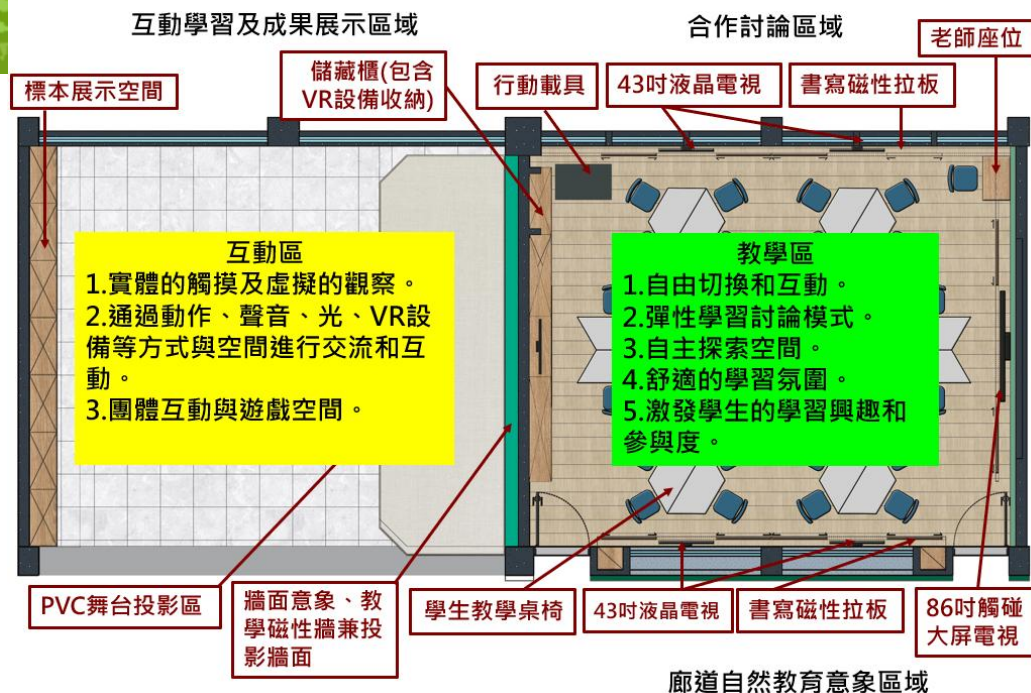 互動學習及成果展示區域
合作討論區域
標本展示空間
儲藏櫃(包含
VR設備收納)
行動載具
43吋液晶電視
書寫磁性拉板
老師座位
互動區
1.實體的觸摸及虛擬的觀察。
2.通過動作、聲音、光、VR設
備等方式與空間進行交流和互
動。
3.團體互動與遊戲空間。
教學區
1.自由切換和互動。
2.彈性學習討論模式。
3.自主探索空間。
4.舒適的學習氛圍。
5.激發學生的學習興趣和
參與度。
PVC舞台投影區
牆面意象、教
學磁性牆兼投
影牆面
學生教學桌椅
43吋液晶電視
書寫磁性拉板
86吋觸碰
大屏電視
廊道自然教育意象區域